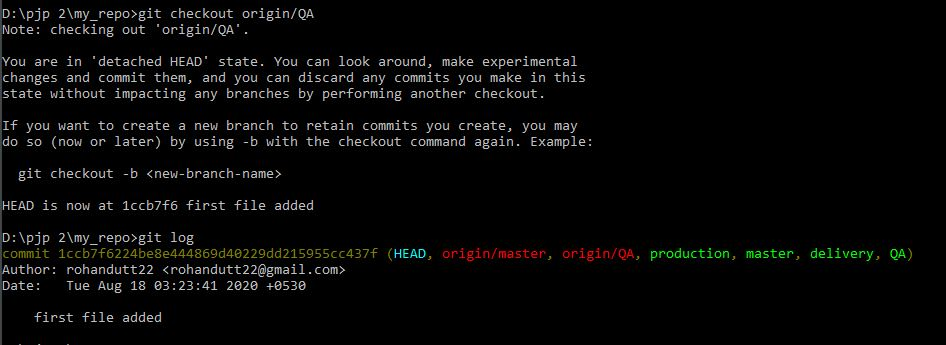 D:\pjp 2\my_repo>git checkout origin/QA
Note: checking out 'origin/QA'.
You are in 'detached HEAD' state. You can look around, make experimental
changes and commit them, and you can discard any commits you make in this
state without impacting any branches by performing another checkout.
If you want to create a new branch to retain commits you create, you may
do so (now or later) by using -b with the checkout command again. Example:
git checkout -b <new-branch-name>
HEAD is now at 1ccb7f6 first file added
D:\pjp 2\my_repo>git log
commit 1ccb7f6224be8e444869d40229dd215955cc437f (HEAD, origin/master, origin/QA, production, master, delivery, QA)
Author: rohandutt22 <rohandutt22@gmail.com>
Date:   Tue Aug 18 03:23:41 2020 +0530
first file added